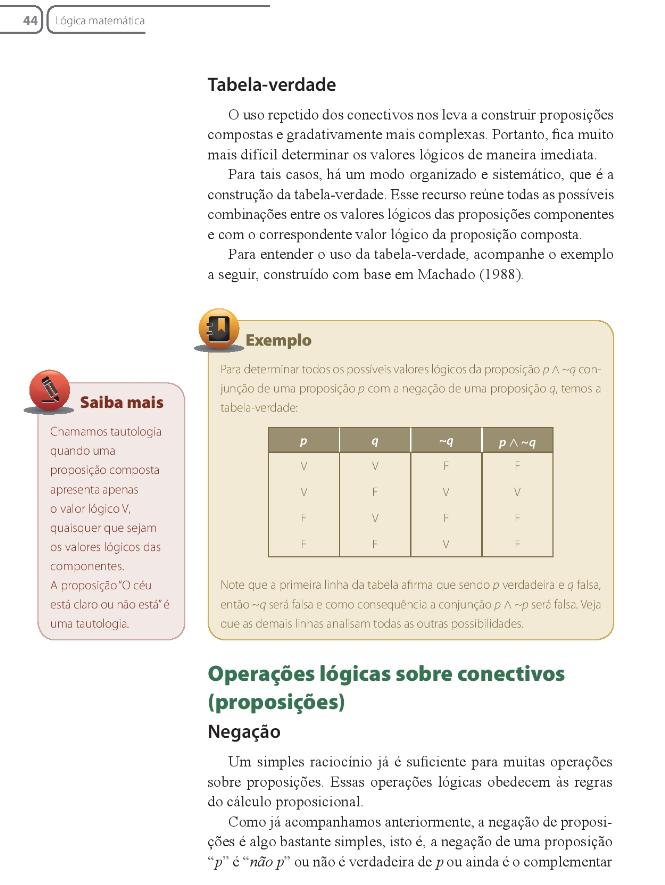 44 Lógica matemática
Tabela-verdade
O uso repetido dos conectivos nos leva a construir proposições
compostas e gradativamente mais complexas. Portanto, fica muito
mais difícil determinar os valores lógicos de maneira imediata.
Para tais casos, há um modo organizado e sistemático, que é a
construção da tabela-verdade. Esse recurso reúne todas as possíveis
combinações entre os valores lógicos das proposições componentes
e com o correspondente valor lógico da proposição composta.
Para entender o uso da tabela-verdade, acompanhe o exemplo
a seguir, construído com base em Machado (1988).
Exemplo
Para determinar todos os possíveis valores lógicos da proposição p ∧ ~q con-
junção de uma proposição p com a negação de uma proposição q, temos a
tabela-verdade:
p q ~q p ∧ ~q
V V F F
V F V V
F V F F
F F V F
Note que a primeira linha da tabela afirma que sendo p verdadeira e q falsa,
então ~q será falsa e como consequência a conjunção p ∧ ~p será falsa. Veja
que as demais linhas analisam todas as outras possibilidades.
Saiba mais
Chamamos tautologia
quando uma
proposição composta
apresenta apenas
o valor lógico V,
quaisquer que sejam
os valores lógicos das
componentes.
A proposição "O céu
está claro ou não está" é
uma tautologia.
Operações lógicas sobre conectivos
(proposições)
Negação
Um simples raciocínio já é suficiente para muitas operações
sobre proposições. Essas operações lógicas obedecem às regras
do cálculo proposicional.
Como já acompanhamos anteriormente, a negação de proposi-
ções é algo bastante simples, isto é, a negação de uma proposição
“p” é “não p” ou não é verdadeira de p ou ainda é o complementar